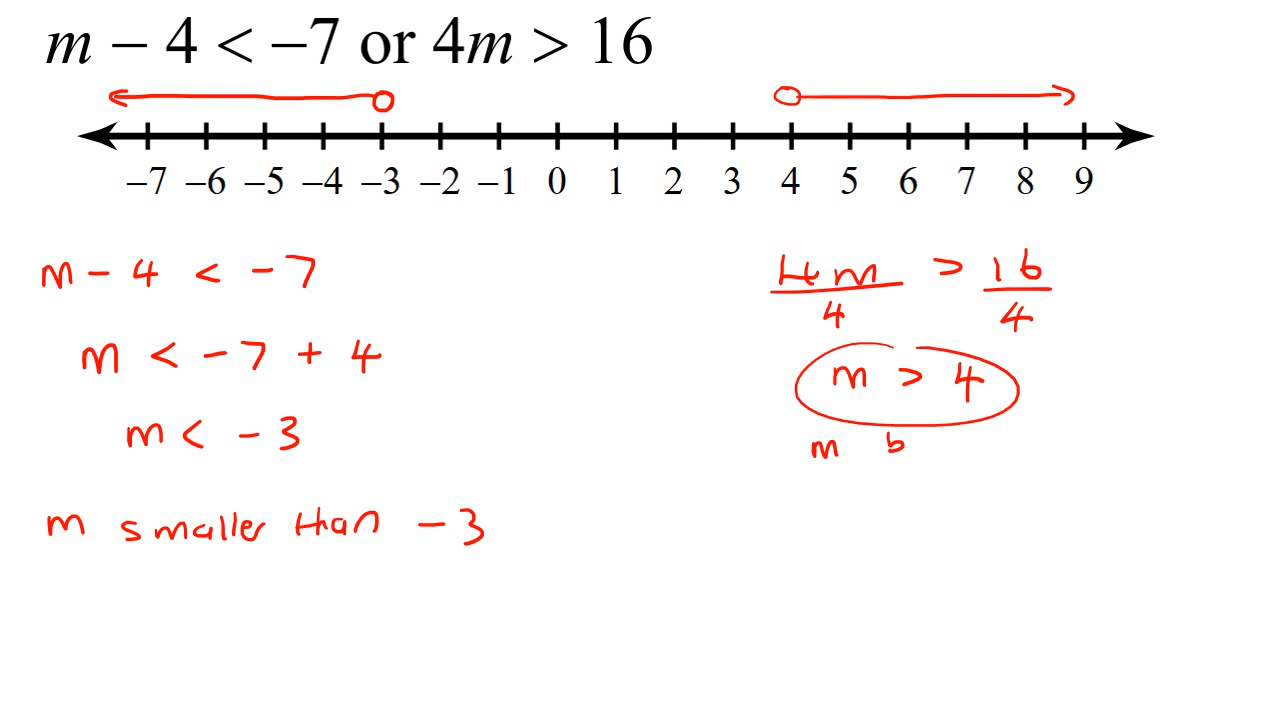 m − 4 < −7 or 4m > 16
−7 −6 −5 −4 −3 −2 −1 0 1 2 3 4 5 6 7 8 9
m - 4 < -7
4m > 16
4 4
m < -7 + 4
m > 4
m < -3
m b
m smaller than -3